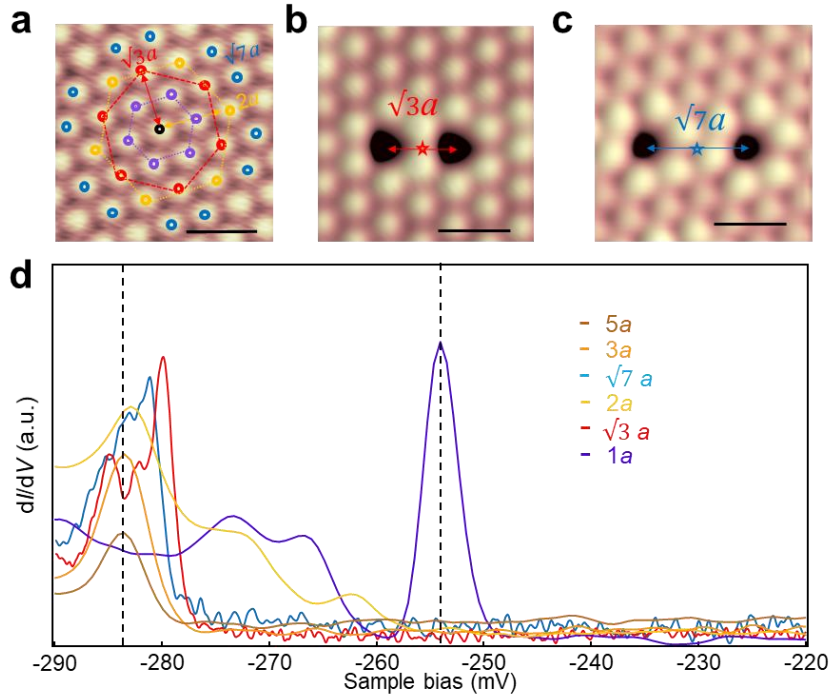 a
b
c
√3a
√7a
2a
√3a
√7a
d
dI/dV (a.u.)
5a
3a
√7 a
2a
√3 a
1a
-290
-280
-270
-260
-250
-240
-230
-220
Sample bias (mV)